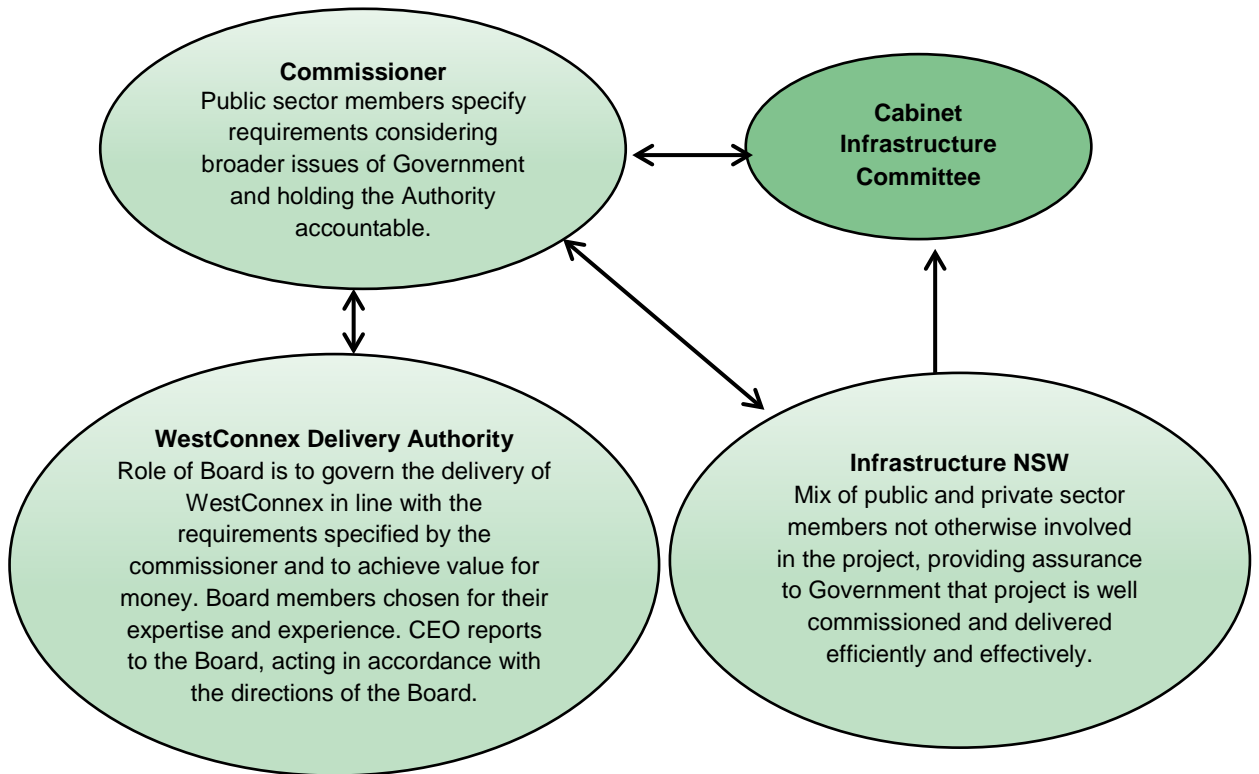 Commissioner
Public sector members specify
requirements considering
broader issues of Government
and holding the Authority
accountable.
Cabinet
Infrastructure
Committee
WestConnex Delivery Authority
Role of Board is to govern the delivery of
WestConnex in line with the
requirements specified by the
commissioner and to achieve value for
money. Board members chosen for their
expertise and experience. CEO reports
to the Board, acting in accordance with
the directions of the Board.
Infrastructure NSW
Mix of public and private sector
members not otherwise involved
in the project, providing assurance
to Government that project is well
commissioned and delivered
efficiently and effectively.